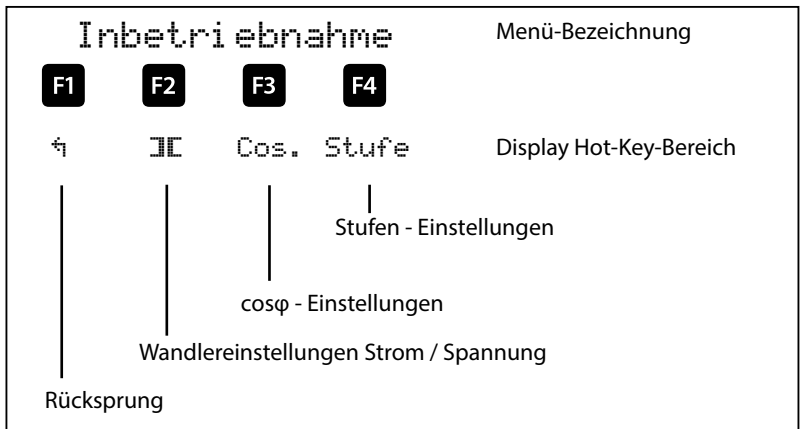 Inbetriebnahme Menü-Bezeichnung
F1 F2 F3 F4
Cos. Stufe Display Hot-Key-Bereich
Stufen - Einstellungen
cosφ - Einstellungen
Wandlereinstellungen Strom / Spannung
Rücksprung